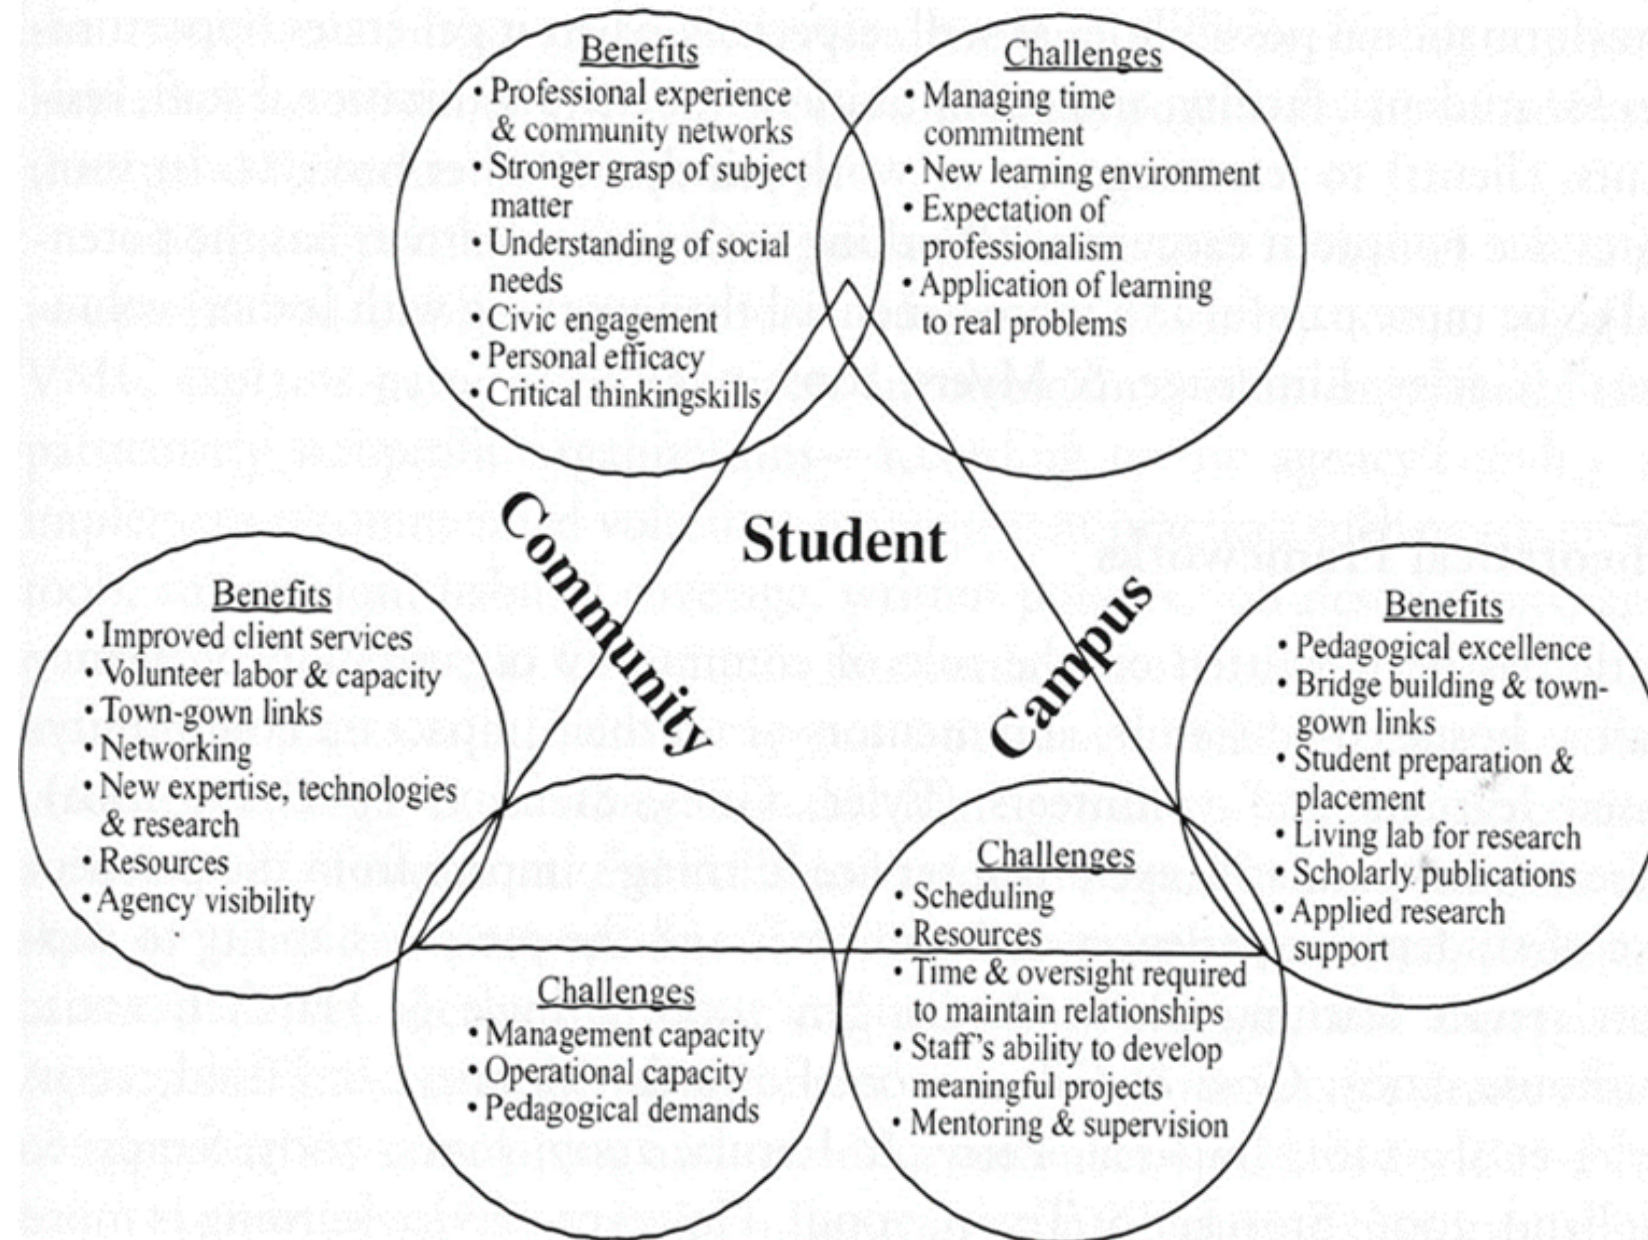 Benefits
• Professional experience
& community networks
• Stronger grasp of subject
matter
• Understanding of social
needs
• Civic engagement
• Personal efficacy
• Critical thinkingskills
Challenges
• Managing time
commitment
• New learning environment
• Expectation of
professionalism
• Application of learning
to real problems
Student
Community
Campus
Benefits
• Improved client services
• Volunteer labor & capacity
• Town-gown links
• Networking
• New expertise, technologies
& research
• Resources
• Agency visibility
Challenges
• Management capacity
• Operational capacity
• Pedagogical demands
Challenges
• Scheduling
• Resources
• Time & oversight required
to maintain relationships
• Staff’s ability to develop
meaningful projects
• Mentoring & supervision
Benefits
• Pedagogical excellence
• Bridge building & town-
gown links
• Student preparation &
placement
• Living lab for research
• Scholarly publications
• Applied research
support